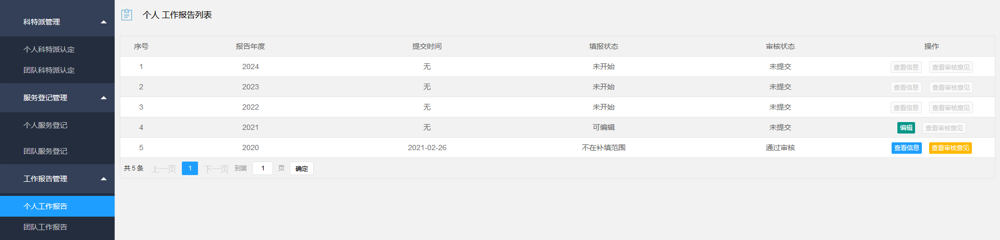 科特派管理
个人科特派认定
团队科特派认定
服务登记管理
个人服务登记
团队服务登记
工作报告管理
个人工作报告
团队工作报告
个人 工作报告列表
序号 报告年度 提交时间 填报状态 审核状态 操作
1 2024 无 未开始 未提交 查看信息 查看审核意见
2 2023 无 未开始 未提交 查看信息 查看审核意见
3 2022 无 未开始 未提交 查看信息 查看审核意见
4 2021 无 可编辑 未提交 编辑 查看审核意见
5 2020 2021-02-26 不在补填范围 通过审核 查看信息 查看审核意见
共 5 条 上一页 1 下一页 到第 1 页 确定